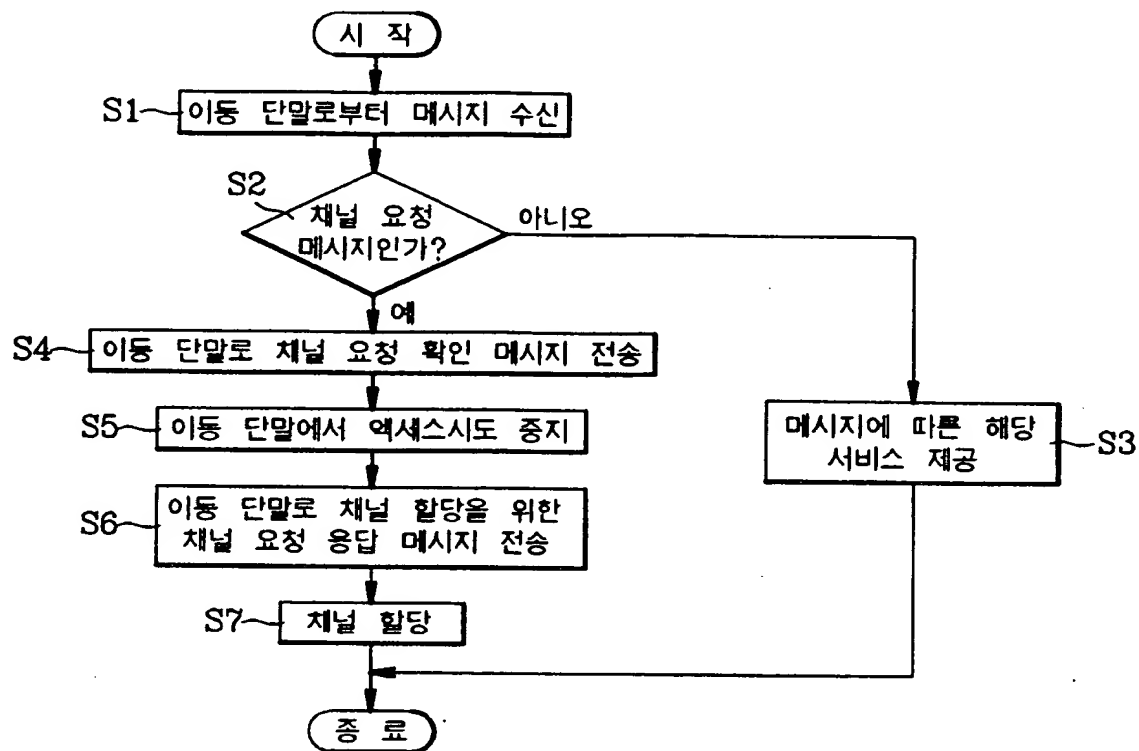 시 작
S1
이동 단말로부터 메시지 수신
S2
채널 요청
메시지인가?
아니오
예
S4
이동 단말로 채널 요청 확인 메시지 전송
S5
이동 단말에서 액세스시도 중지
메시지에 따른 해당
서비스 제공
S3
S6
이동 단말로 채널 할당을 위한
채널 요청 응답 메시지 전송
S7
채널 할당
종 료